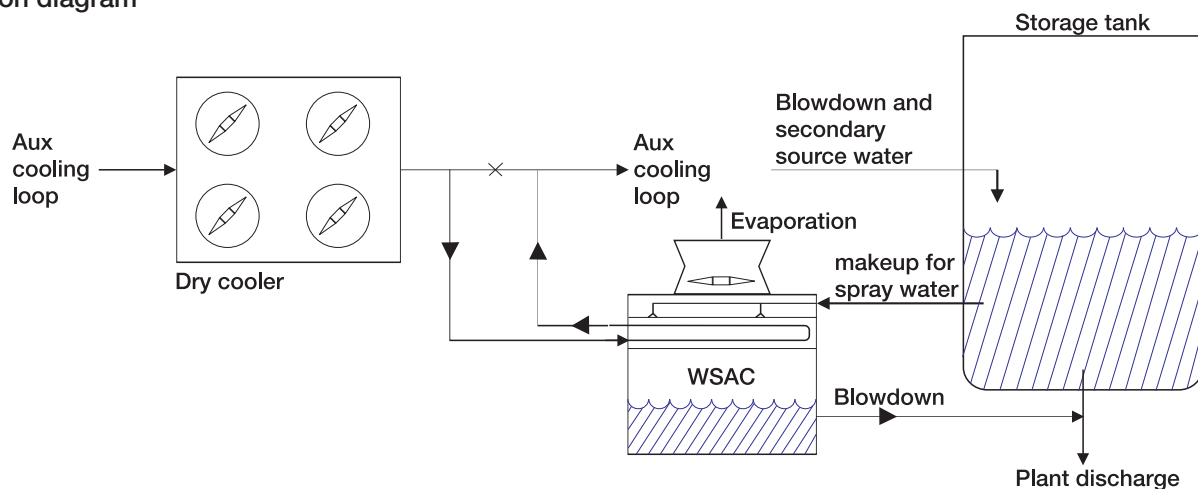 on diagram
Storage tank
Blowdown and
secondary
source water
Aux
cooling
loop
Aux
cooling
loop
Evaporation
Dry cooler
makeup for
spray water
WSAC
Blowdown
Plant discharge